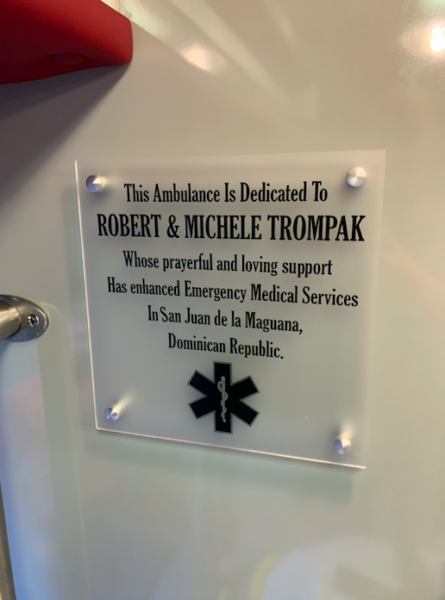 This Ambulance Is Dedicated To
ROBERT & MICHELE TROMPAK
Whose prayerful and loving support
Has enhanced Emergency Medical Services
In San Juan de la Maguana,
Dominican Republic.